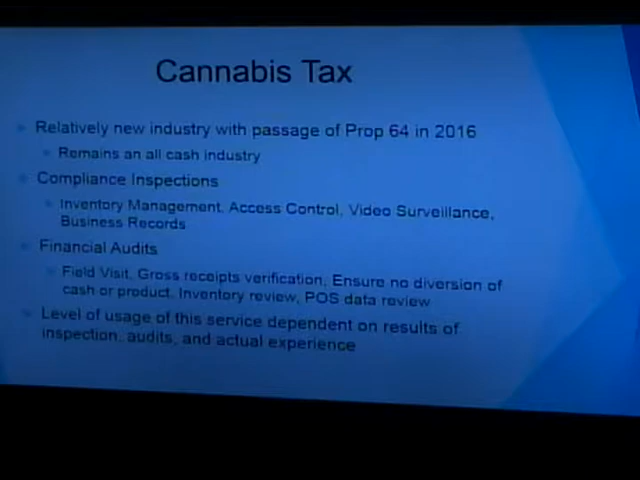 Cannabis Tax
Relatively new industry with passage of Prop 64 in 2016
Remains an all cash industry
Compliance Inspections
Inventory Management, Access Control, Video Surveillance,
Business Records
Financial Audits
Field Visit, Gross receipts verification, Ensure no diversion of
cash or product, Inventory review, POS data review
Level of usage of this service dependent on results of
inspection, audits, and actual experience